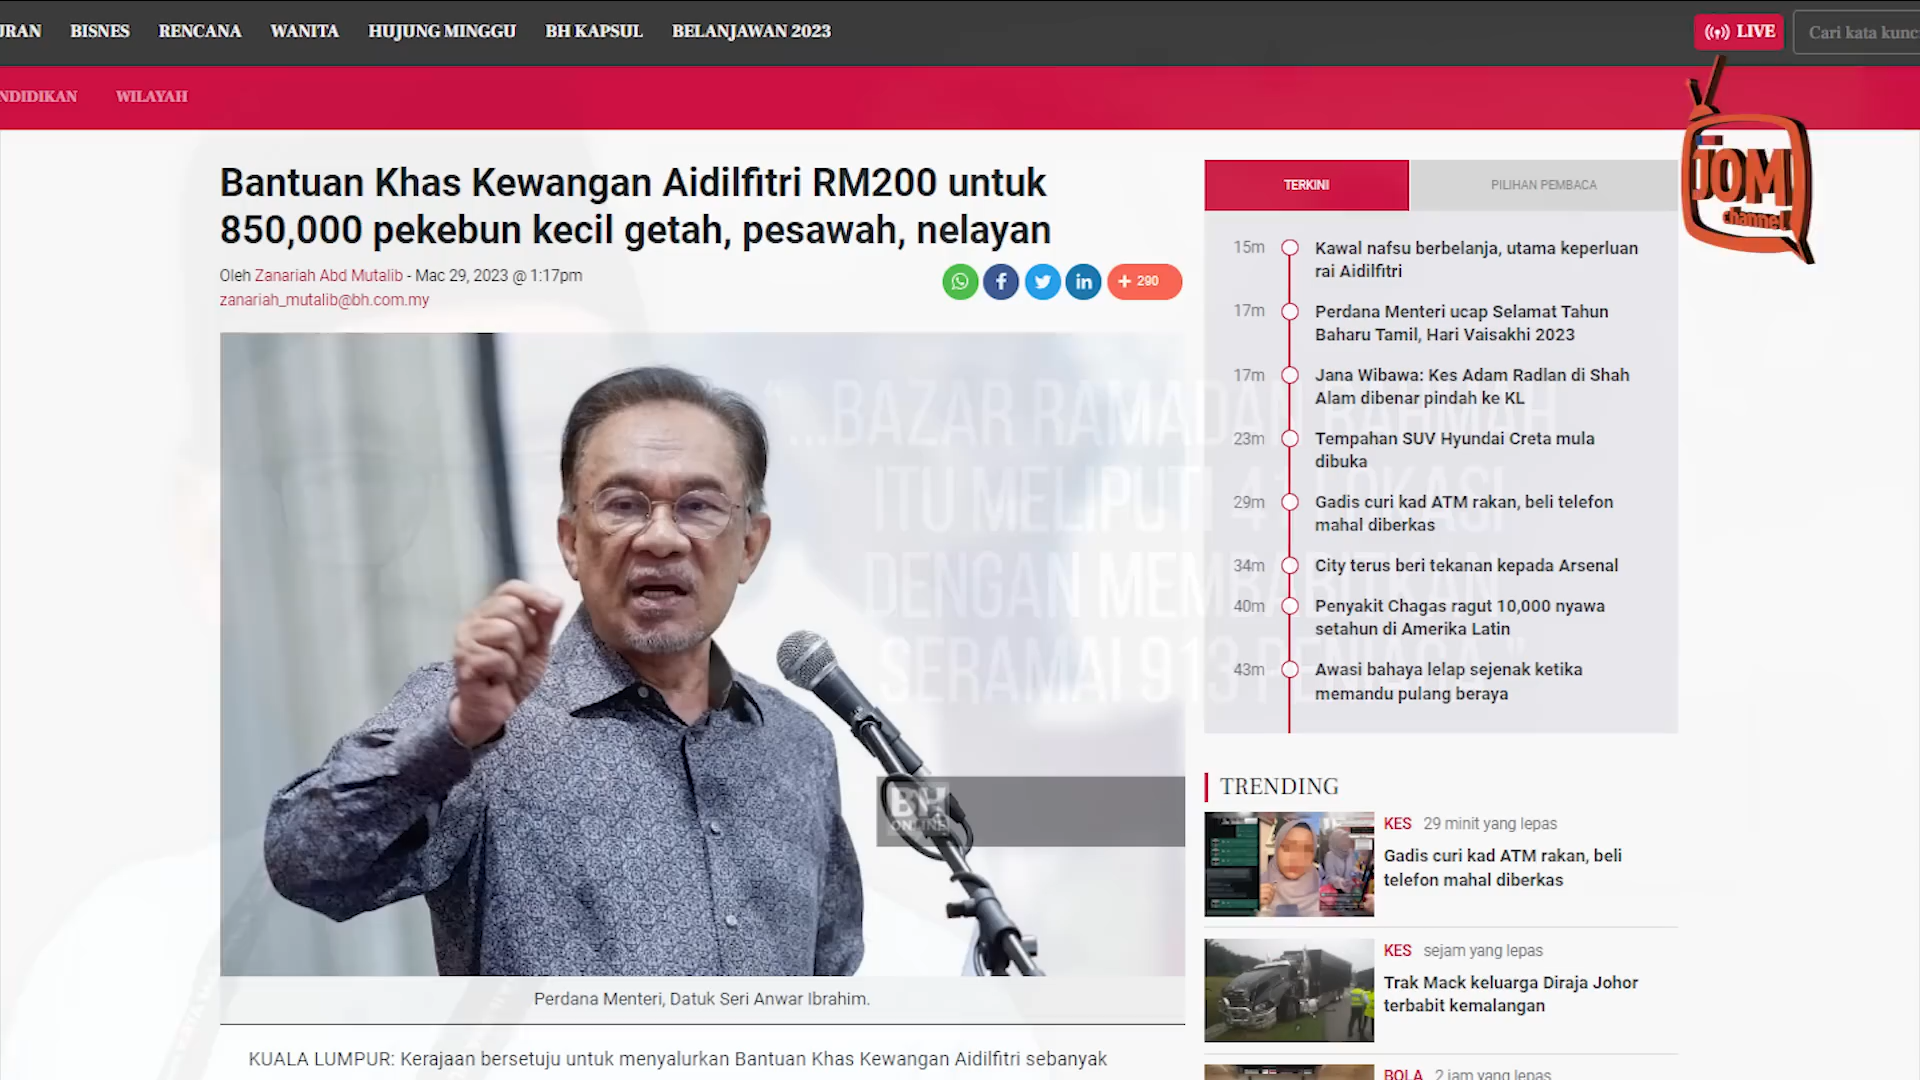 BISNES RENCANA WANITA HUJUNG MINGGU BH KAPSUL BELANJAWAN 2023
LIVE
Cari kata kunc
WILAYAH
JOM
channel
Bantuan Khas Kewangan Aidilfitri RM200 untuk
850,000 pekebun kecil getah, pesawah, nelayan
Oleh Zanariah Abd Mutalib - Mac 29, 2023 @ 1:17pm
zanariah_mutalib@bh.com.my
+ 290
TERKINI
PILIHAN PEMBACA
15m Kawal nafsu berbelanja, utama keperluan
rai Aidilfitri
17m Perdana Menteri ucap Selamat Tahun
Baharu Tamil, Hari Vaisakhi 2023
17m Jana Wibawa: Kes Adam Radlan di Shah
Alam dibenar pindah ke KL
23m Tempahan SUV Hyundai Creta mula
dibuka
29m Gadis curi kad ATM rakan, beli telefon
mahal diberkas
34m City terus beri tekanan kepada Arsenal
40m Penyakit Chagas ragut 10,000 nyawa
setahun di Amerika Latin
43m Awasi bahaya lelap sejenak ketika
memandu pulang beraya
"...BAZAR RAMADAN RAHMAH
ITU MELIPUTI LOKASI
DENGAN MEMBABITKAN
SERAMAI 913 PENIAGA."
BH
ONLINE
Perdana Menteri, Datuk Seri Anwar Ibrahim.
KUALA LUMPUR: Kerajaan bersetuju untuk menyalurkan Bantuan Khas Kewangan Aidilfitri sebanyak
TRENDING
KES 29 minit yang lepas
Gadis curi kad ATM rakan, beli
telefon mahal diberkas
KES sejam yang lepas
Trak Mack keluarga Diraja Johor
terbabit kemalangan
BOLA 2 jam yang lepas